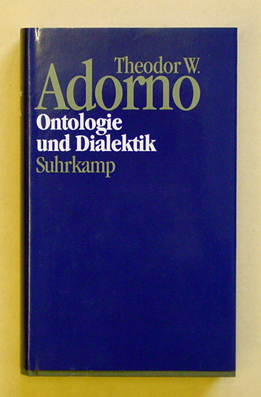 Theodor W.
Adorno
Ontologie
und Dialektik
Suhrkamp